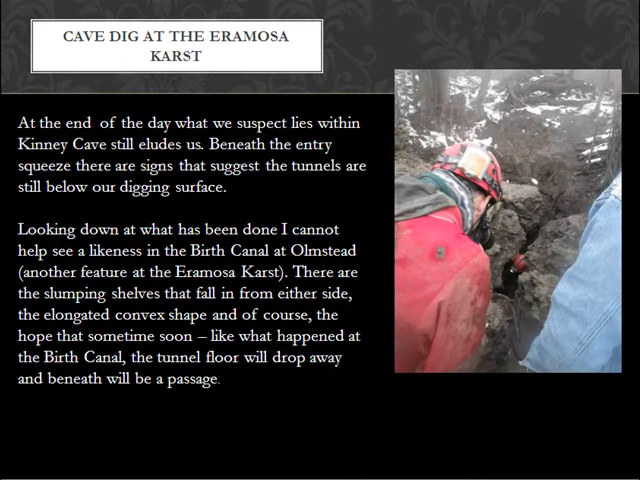 CAVE DIG AT THE ERAMOSA
KARST
At the end of the day what we suspect lies within
Kinney Cave still eludes us. Beneath the entry
squeeze there are signs that suggest the tunnels are
still below our digging surface.
Looking down at what has been done I cannot
help see a likeness in the Birth Canal at Olmstead
(another feature at the Eramosa Karst). There are
the slumping shelves that fall in from either side,
the elongated convex shape and of course, the
hope that sometime soon – like what happened at
the Birth Canal, the tunnel floor will drop away
and beneath will be a passage.